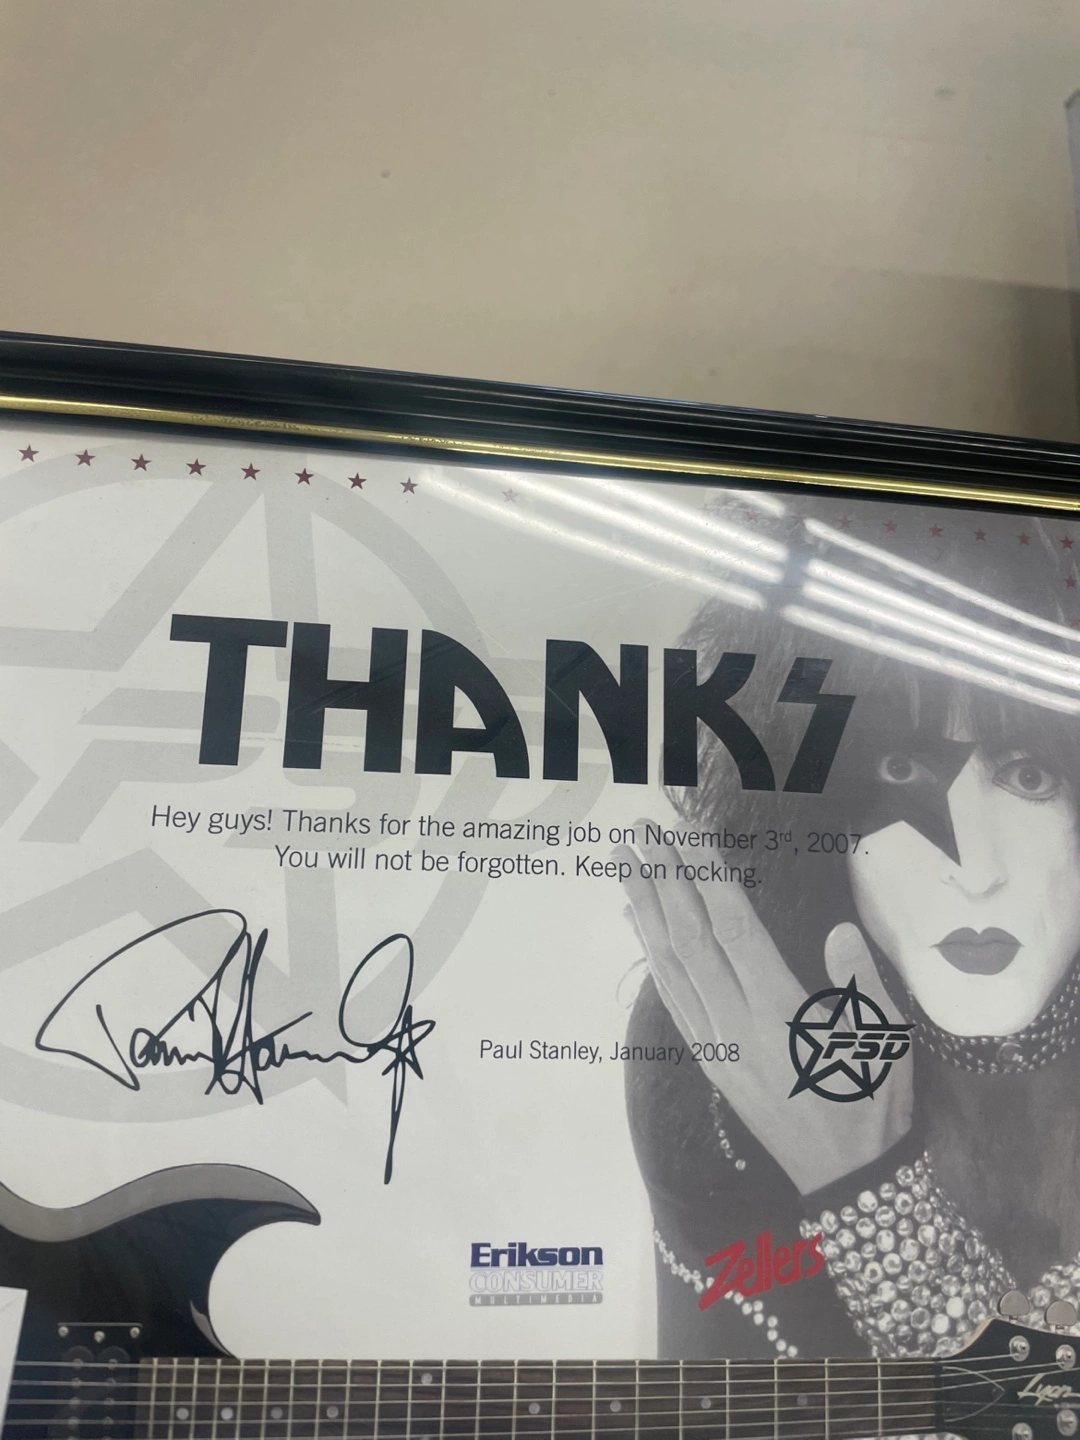 THANKS
Hey guys! Thanks for the amazing job on November 3rd, 2007.
You will not be forgotten. Keep on rocking.
Paul Stanley, January 2008
PSD
Erikson
CONSUMER
MULTIMEDIA
Zellers
Lyon